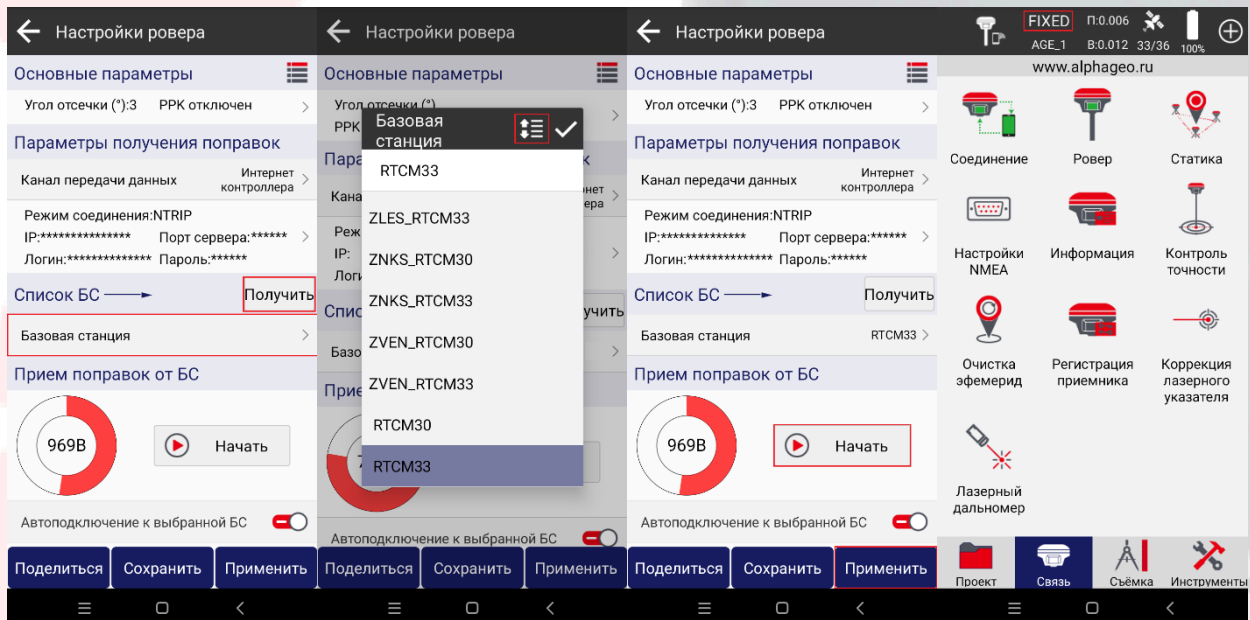 Настройки ровера
Основные параметры
Угол отсечки (°):3 PPK отключен
Параметры получения поправок
Канал передачи данных
Интернет
контроллера
Режим соединения:NTRIP
IP:*************** Порт сервера:******
Логин:************** Пароль:******
Список БС
Получить
Базовая станция
Прием поправок от БС
969B
Начать
Автоподключение к выбранной БС
Поделиться
Сохранить
Применить
Настройки ровера
Основные параметры
Угол отсечки (°)
PPK
Базовая
станция
RTCM33
ZLES_RTCM33
ZNKS_RTCM30
ZNKS_RTCM33
ZVEN_RTCM30
ZVEN_RTCM33
RTCM30
RTCM33
Автоподключение к выбранной БС
Поделиться
Сохранить
Применить
Настройки ровера
Основные параметры
Угол отсечки (°):3 PPK отключен
Параметры получения поправок
Канал передачи данных
Интернет
контроллера
Режим соединения:NTRIP
IP:*************** Порт сервера:******
Логин:************** Пароль:******
Список БС
Получить
Базовая станция
RTCM33
Прием поправок от БС
969B
Начать
Автоподключение к выбранной БС
Поделиться
Сохранить
Применить
FIXED П:0.006
AGE_1 В:0.012 33/36 100%
www.alphageo.ru
Соединение
Ровер
Статика
Настройки
NMEA
Информация
Контроль
точности
Очистка
эфемерид
Регистрация
приемника
Коррекция
лазерного
указателя
Лазерный
дальномер
Проект
Связь
Съёмка
Инструменты